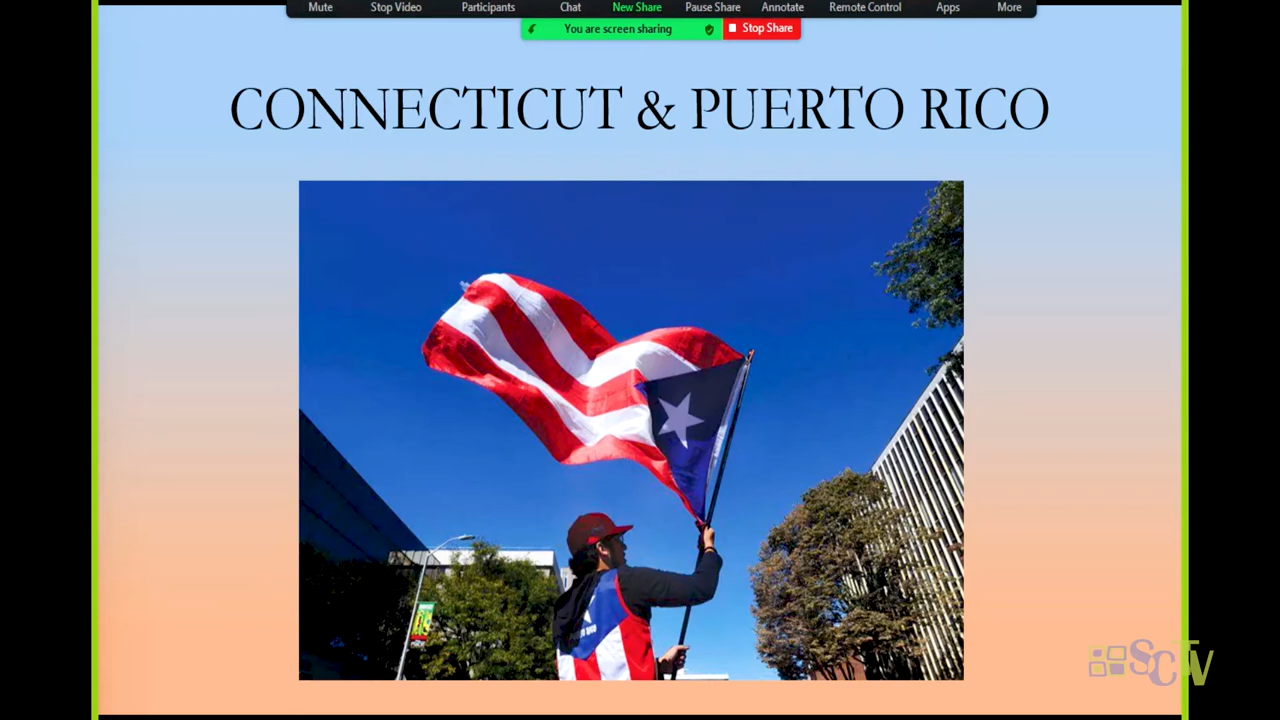 Mute Stop Video Participants Chat New Share Pause Share Annotate Remote Control Apps More
You are screen sharing Stop Share
CONNECTICUT & PUERTO RICO
SCTV